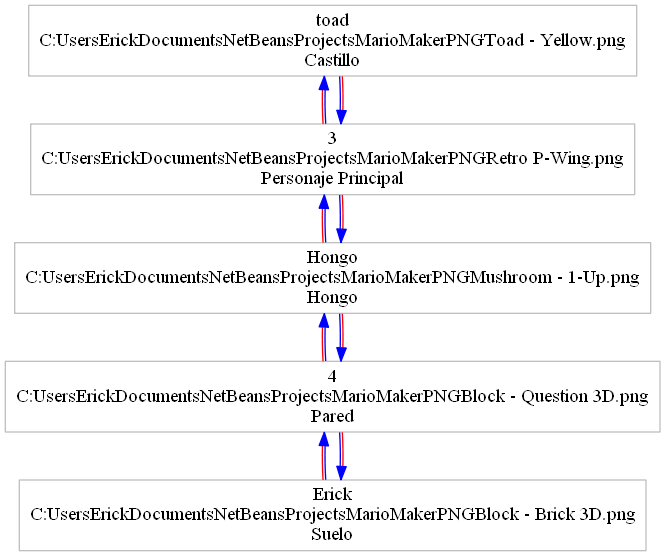 toad
C:UsersErickDocumentsNetBeansProjectsMarioMakerPNGToad - Yellow.png
Castillo
3
C:UsersErickDocumentsNetBeansProjectsMarioMakerPNGRetro P-Wing.png
Personaje Principal
Hongo
C:UsersErickDocumentsNetBeansProjectsMarioMakerPNGMushroom - 1-Up.png
Hongo
4
C:UsersErickDocumentsNetBeansProjectsMarioMakerPNGBlock - Question 3D.png
Pared
Erick
C:UsersErickDocumentsNetBeansProjectsMarioMakerPNGBlock - Brick 3D.png
Suelo